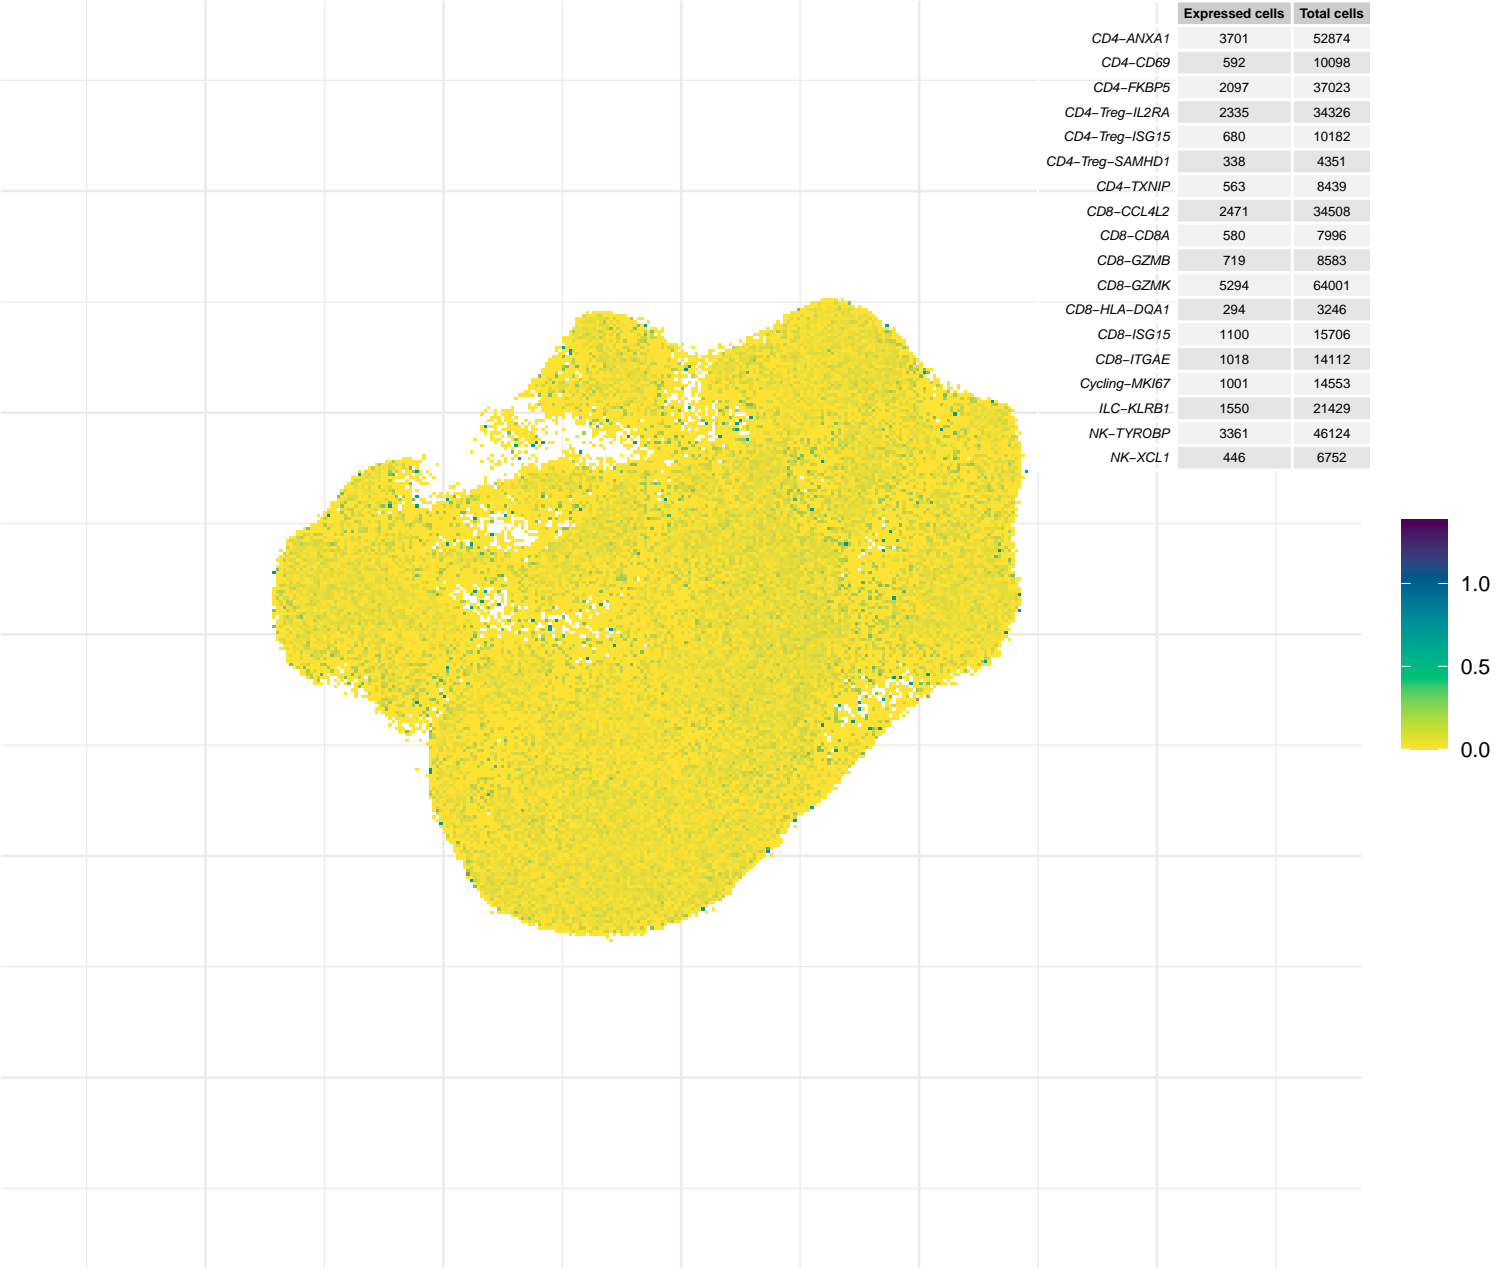 Expressed cells Total cells
CD4−ANXA1 3701 52874
CD4−CD69 592 10098
CD4−FKBP5 2097 37023
CD4−Treg−IL2RA 2335 34326
CD4−Treg−ISG15 680 10182
CD4−Treg−SAMHD1 338 4351
CD4−TXNIP 563 8439
CD8−CCL4L2 2471 34508
CD8−CD8A 580 7996
CD8−GZMB 719 8583
CD8−GZMK 5294 64001
CD8−HLA−DQA1 294 3246
CD8−ISG15 1100 15706
CD8−ITGAE 1018 14112
Cycling−MKI67 1001 14553
ILC−KLRB1 1550 21429
NK−TYROBP 3361 46124
NK−XCL1 446 6752
1.0
0.5
0.0